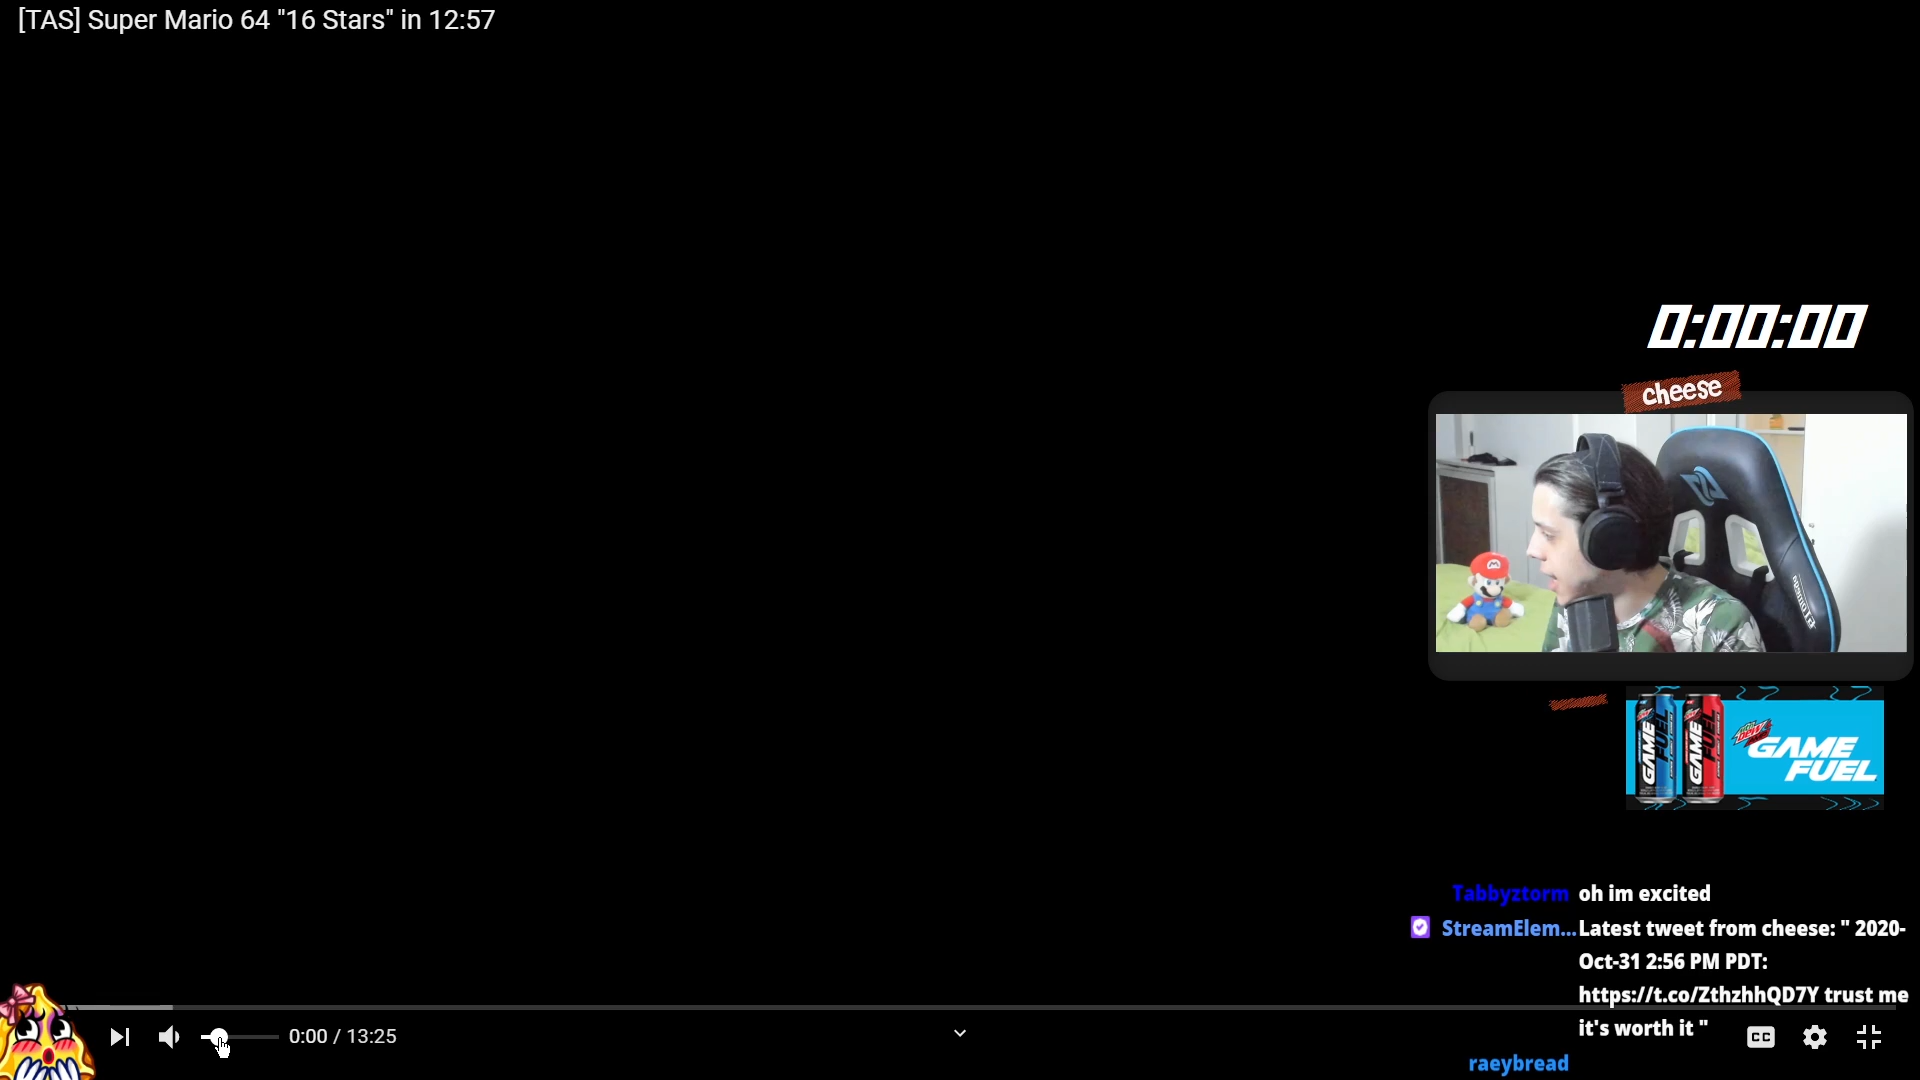 [TAS] Super Mario 64 "16 Stars" in 12:57
0:00:00
cheese
GAME FUEL
GAME FUEL
GAME
FUEL
Tabbyztorm oh im excited
StreamElem... Latest tweet from cheese: " 2020-
Oct-31 2:56 PM PDT:
https://t.co/ZthzhhQD7Y trust me
it's worth it "
raeybread
0:00 / 13:25
CC